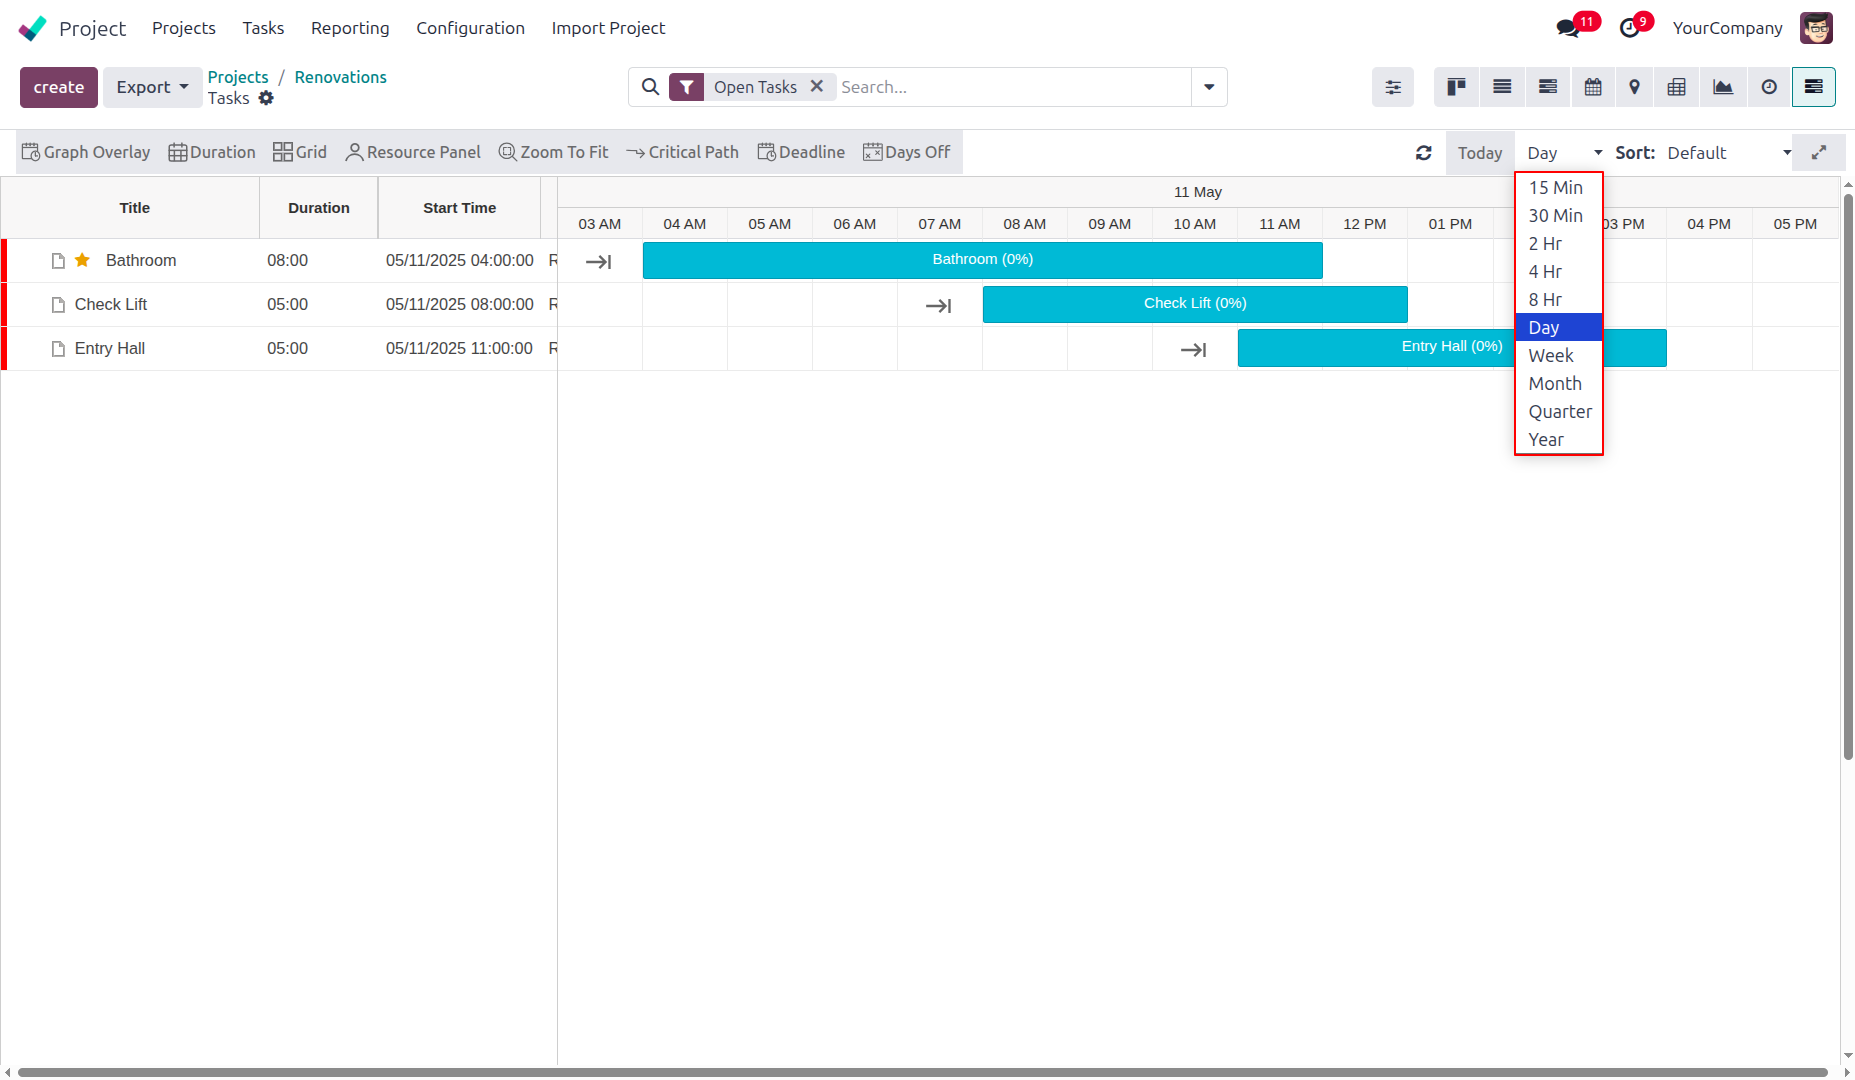 Project Projects Tasks Reporting Configuration Import Project 11 9 YourCompany
create Export Projects / Renovations
Tasks
Open Tasks Search...
Graph Overlay Duration Grid Resource Panel Zoom To Fit Critical Path Deadline Days Off Today Day Sort: Default
15 Min
30 Min
2 Hr
4 Hr
8 Hr
Day
Week
Month
Quarter
Year
Title Duration Start Time
11 May
03 AM 04 AM 05 AM 06 AM 07 AM 08 AM 09 AM 10 AM 11 AM 12 PM 01 PM 03 PM 04 PM 05 PM
Bathroom 08:00 05/11/2025 04:00:00 R Bathroom (0%)
Check Lift 05:00 05/11/2025 08:00:00 R Check Lift (0%)
Entry Hall 05:00 05/11/2025 11:00:00 R Entry Hall (0%)